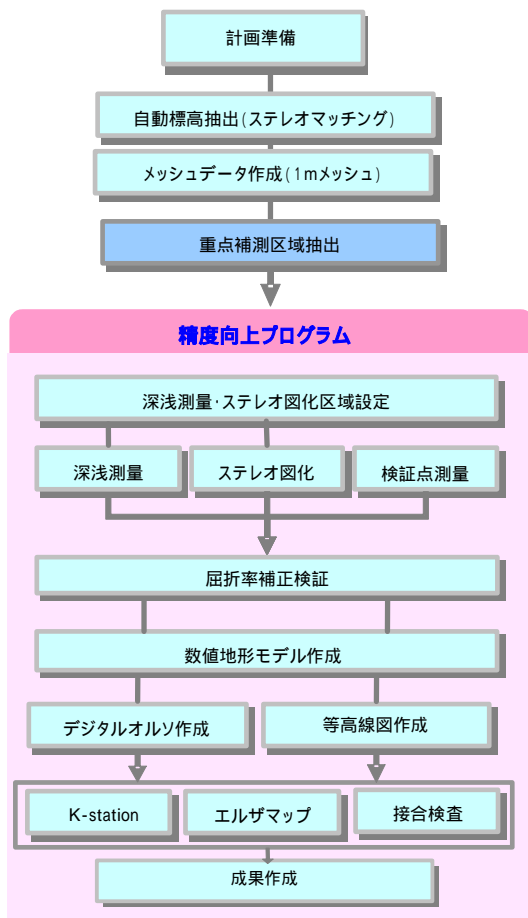 計画準備
自動標高抽出(ステレオマッチング)
メッシュデータ作成(1mメッシュ)
重点補測区域抽出
精度向上プログラム
深浅測量・ステレオ図化区域設定
深浅測量
ステレオ図化
検証点測量
屈折率補正検証
数値地形モデル作成
デジタルオルソ作成
等高線図作成
K-station
エルザマップ
接合検査
成果作成